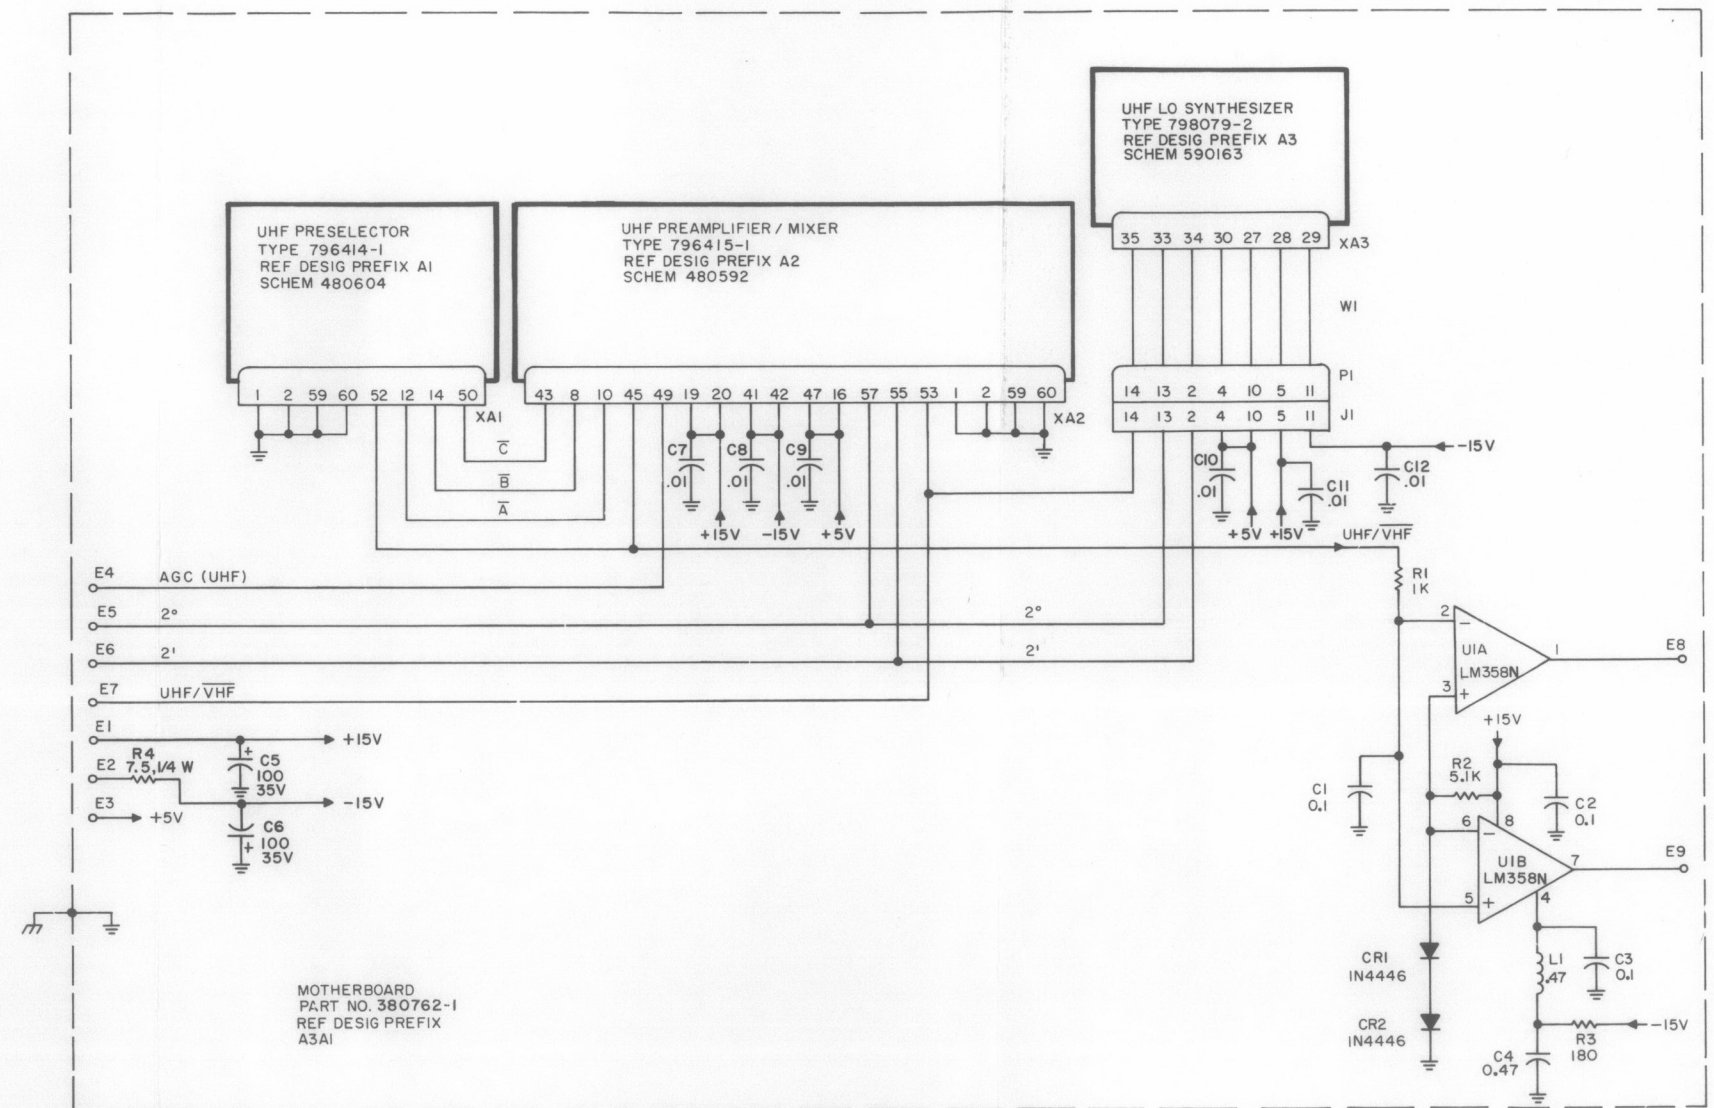 UHF LO SYNTHESIZER
TYPE 798079-2
REF DESIG PREFIX A3
SCHEM 590163
35 33 34 30 27 28 29 XA3
W1
UHF PRESELECTOR
TYPE 796414-1
REF DESIG PREFIX A1
SCHEM 480604
UHF PREAMPLIFIER / MIXER
TYPE 796415-1
REF DESIG PREFIX A2
SCHEM 480592
1 2 59 60 52 12 14 50
XA1
43 8 10 45 49 19 20 41 42 47 16 57 55 53 1 2 59 60
XA2
14 13 2 4 10 5 11 P1
14 13 2 4 10 5 11 J1
C̅
B̅
A̅
C7
.01
C8
.01
C9
.01
+15V -15V +5V
C10
.01
C11
.01
C12
.01
-15V
+5V +15V
UHF/V̅H̅F̅
E4 AGC (UHF)
E5 2° 2°
E6 2' 2'
E7 UHF/V̅H̅F̅
E1 +15V
R4
7.5, 1/4 W
E2 -15V
E3 +5V
C5
+
100
35V
C6
+
100
35V
R1
1K
2 −
3 +
U1A
LM358N
1
E8
+15V
R2
5.1K
C1
0.1
C2
0.1
6 −
8
U1B
LM358N
5 +
7
4
E9
CR1
1N4446
CR2
1N4446
L1
.47
C3
0.1
R3
180
-15V
C4
0.47
MOTHERBOARD
PART NO. 380762-1
REF DESIG PREFIX
A3A1